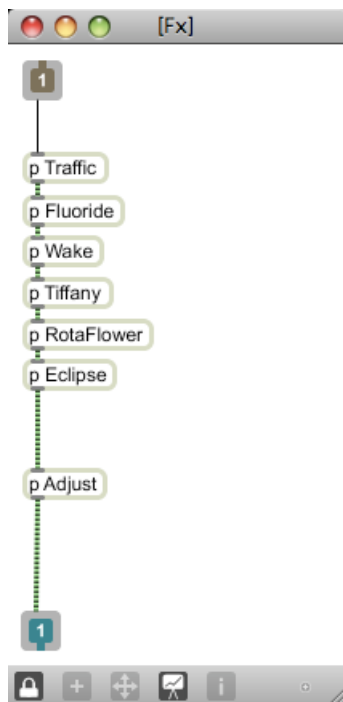 [Fx]
1
p Traffic
p Fluoride
p Wake
p Tiffany
p RotaFlower
p Eclipse
p Adjust
1